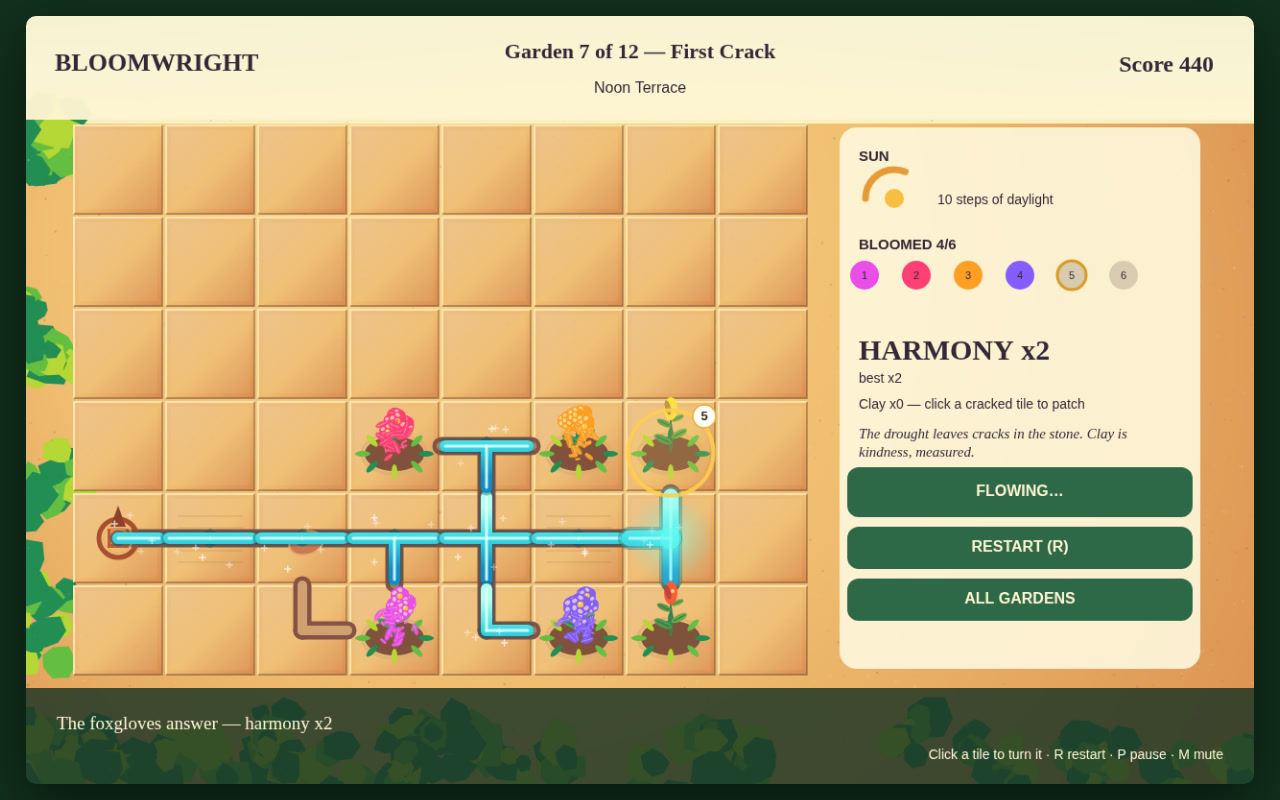 BLOOMWRIGHT
Garden 7 of 12 — First Crack
Noon Terrace
Score 440
SUN
10 steps of daylight
BLOOMED 4/6
1 2 3 4 5 6
HARMONY x2
best x2
Clay x0 — click a cracked tile to patch
The drought leaves cracks in the stone. Clay is
kindness, measured.
FLOWING…
RESTART (R)
ALL GARDENS
5
The foxgloves answer — harmony x2
Click a tile to turn it · R restart · P pause · M mute